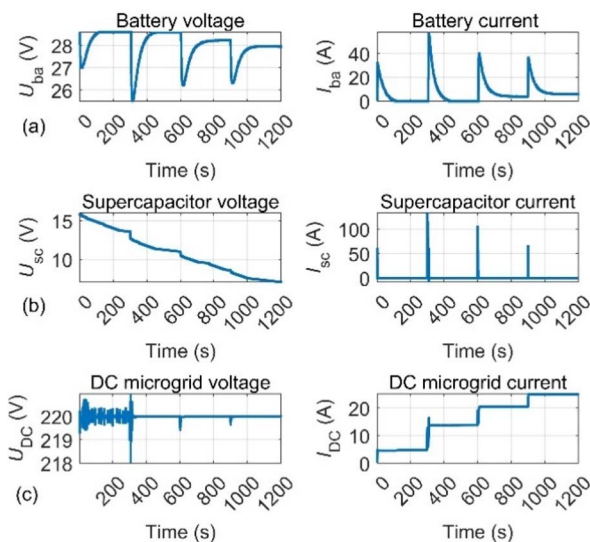 Battery voltage
Battery current
U_ba (V)
28
27
26
0
200
400
600
800
1000
1200
Time (s)
I_ba (A)
40
20
0
0
200
400
600
800
1000
1200
Time (s)
(a)
Supercapacitor voltage
Supercapacitor current
U_sc (V)
15
10
0
200
400
600
800
1000
1200
Time (s)
I_sc (A)
100
50
0
0
200
400
600
800
1000
1200
Time (s)
(b)
DC microgrid voltage
DC microgrid current
U_DC (V)
220
219
218
0
200
400
600
800
1000
1200
Time (s)
I_DC (A)
20
10
0
0
200
400
600
800
1000
1200
Time (s)
(c)